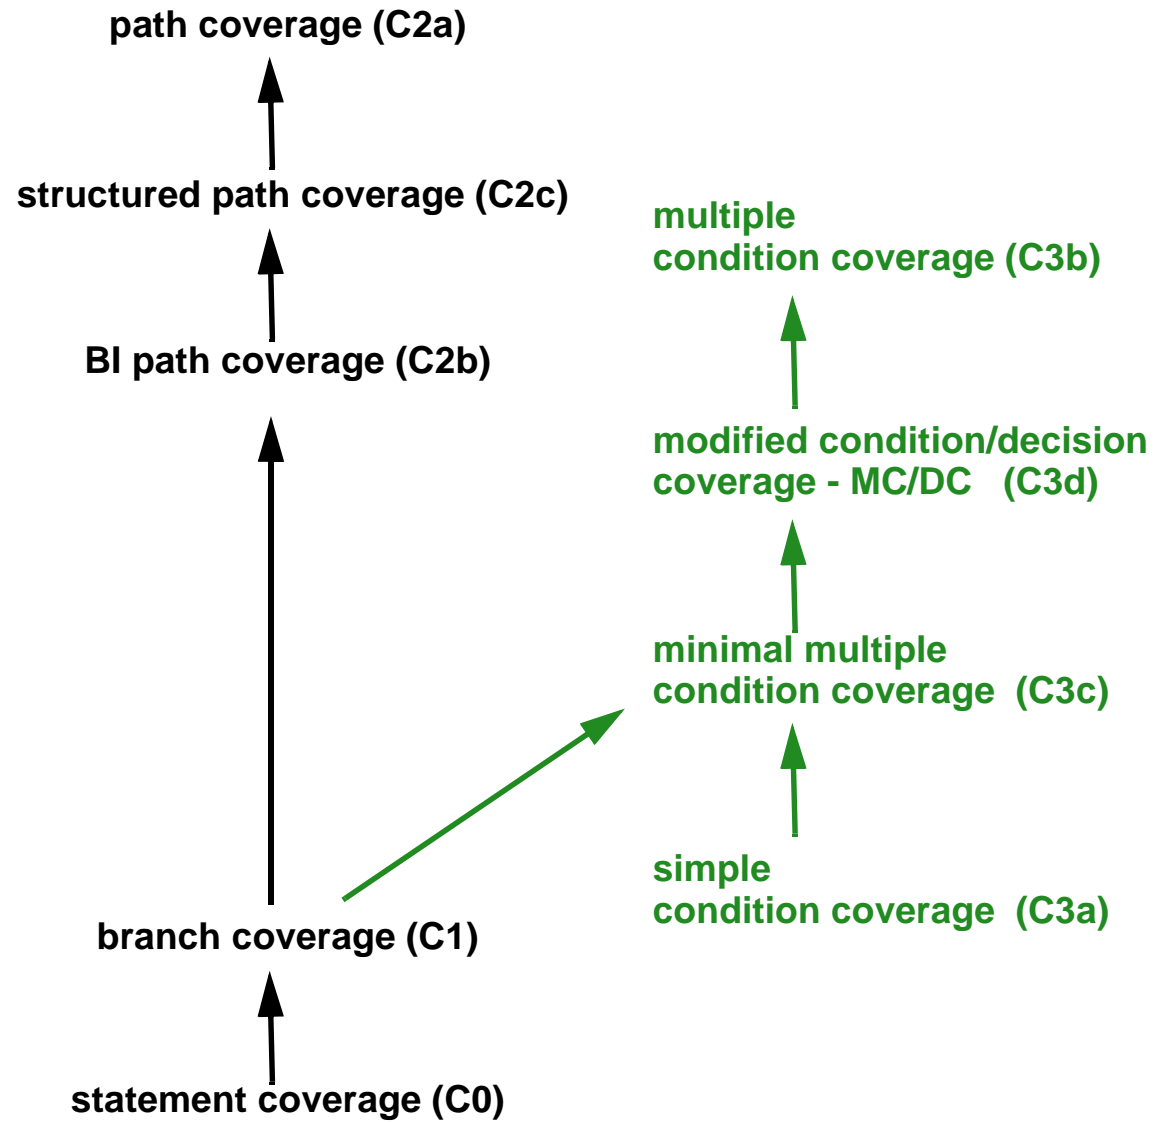 path coverage (C2a)
structured path coverage (C2c)
BI path coverage (C2b)
branch coverage (C1)
statement coverage (C0)
multiple
condition coverage (C3b)
modified condition/decision
coverage - MC/DC (C3d)
minimal multiple
condition coverage (C3c)
simple
condition coverage (C3a)